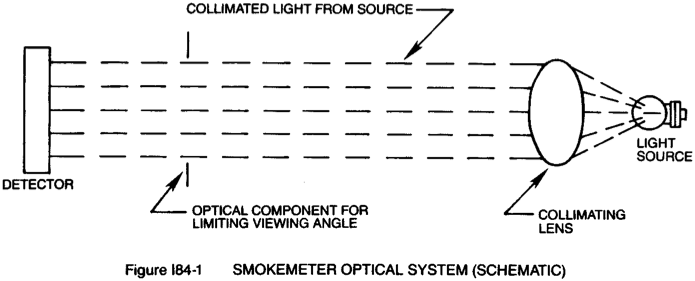 COLLIMATED LIGHT FROM SOURCE
LIGHT
SOURCE
DETECTOR
OPTICAL COMPONENT FOR
LIMITING VIEWING ANGLE
COLLIMATING
LENS
Figure I84-1 SMOKEMETER OPTICAL SYSTEM (SCHEMATIC)